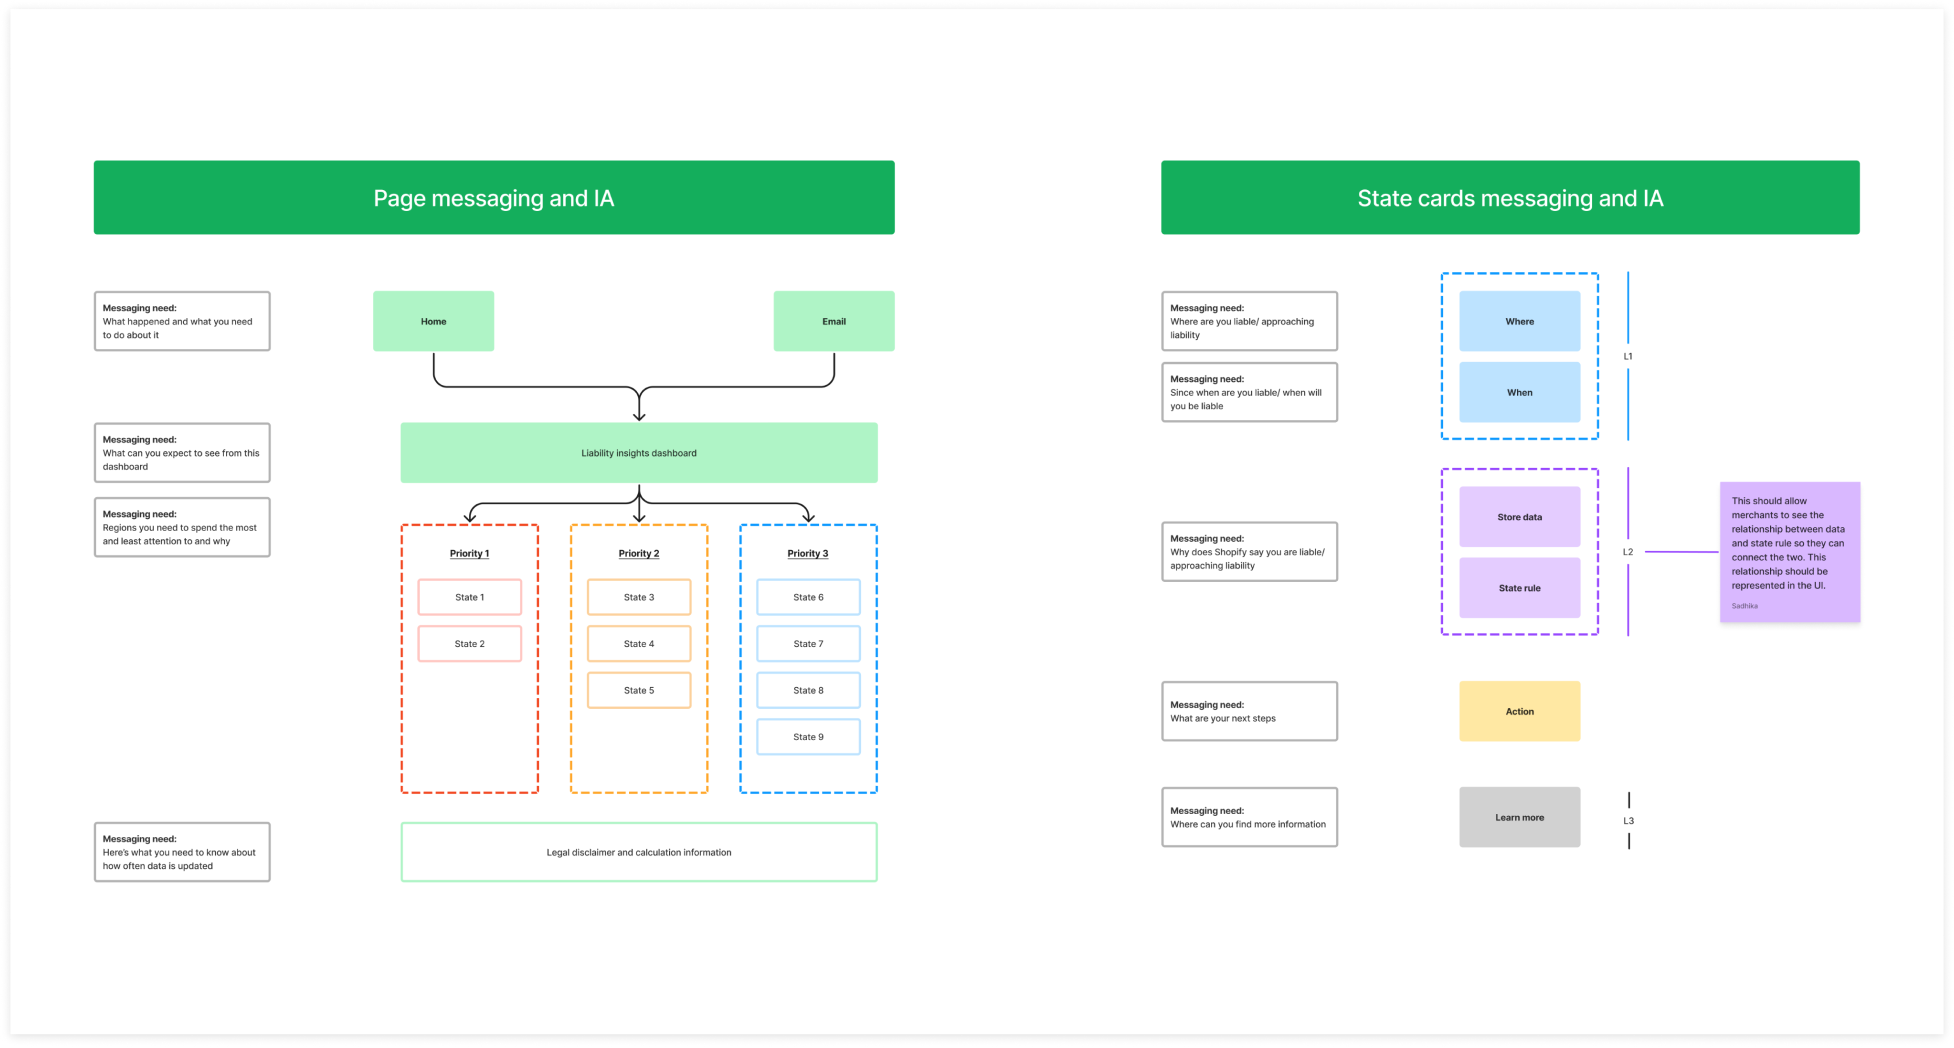 Page messaging and IA
Messaging need:
What happened and what you need
to do about it
Home
Email
Messaging need:
What can you expect to see from this
dashboard
Liability insights dashboard
Messaging need:
Regions you need to spend the most
and least attention to and why
Priority 1
State 1
State 2
Priority 2
State 3
State 4
State 5
Priority 3
State 6
State 7
State 8
State 9
Messaging need:
Here's what you need to know about
how often data is updated
Legal disclaimer and calculation information
State cards messaging and IA
Messaging need:
Where are you liable/ approaching
liability
Where
Messaging need:
Since when are you liable/ when will
you be liable
When
L1
Messaging need:
Why does Shopify say you are liable/
approaching liability
Store data
State rule
L2
This should allow
merchants to see the
relationship between data
and state rule so they can
connect the two. This
relationship should be
represented in the UI.
Sadhika
Messaging need:
What are your next steps
Action
Messaging need:
Where can you find more information
Learn more
L3